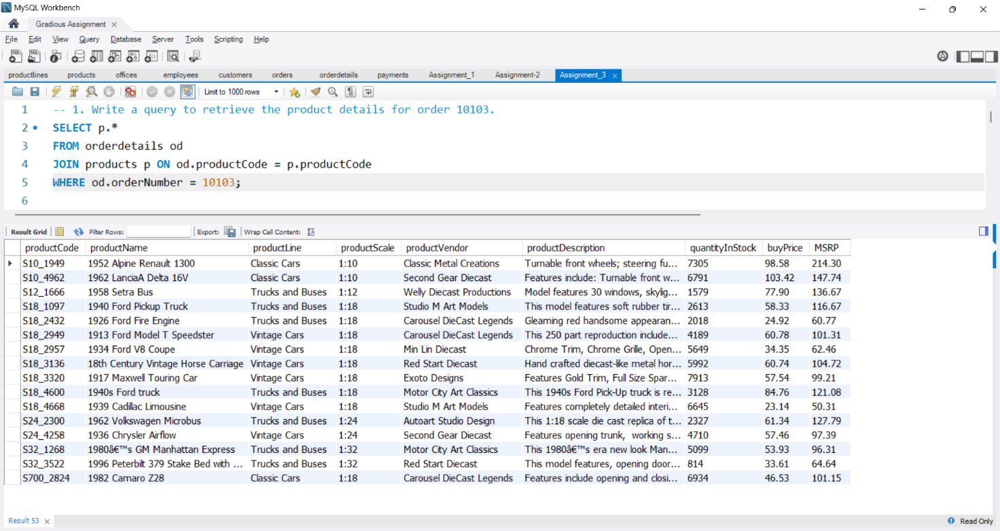 MySQL Workbench
Gradious Assignment
File Edit View Query Database Server Tools Scripting Help
productlines products offices employees customers orders orderdetails payments Assignment_1 Assignment-2 Assignment_3
Limit to 1000 rows
1 -- 1. Write a query to retrieve the product details for order 10103.
2 SELECT p.*
3 FROM orderdetails od
4 JOIN products p ON od.productCode = p.productCode
5 WHERE od.orderNumber = 10103;
6
Result Grid Filter Rows: Export: Wrap Cell Content:
productCode productName productLine productScale productVendor productDescription quantityInStock buyPrice MSRP
S10_1949 1952 Alpine Renault 1300 Classic Cars 1:10 Classic Metal Creations Turnable front wheels; steering fu... 7305 98.58 214.30
S10_4962 1962 LanciaA Delta 16V Classic Cars 1:10 Second Gear Diecast Features include: Turnable front w... 6791 103.42 147.74
S12_1666 1958 Setra Bus Trucks and Buses 1:12 Welly Diecast Productions Model features 30 windows, skylig... 1579 77.90 136.67
S18_1097 1940 Ford Pickup Truck Trucks and Buses 1:18 Studio M Art Models This model features soft rubber tir... 2613 58.33 116.67
S18_2432 1926 Ford Fire Engine Trucks and Buses 1:18 Carousel DieCast Legends Gleaming red handsome appearan... 2018 24.92 60.77
S18_2949 1913 Ford Model T Speedster Vintage Cars 1:18 Carousel DieCast Legends This 250 part reproduction include... 4189 60.78 101.31
S18_2957 1934 Ford V8 Coupe Vintage Cars 1:18 Min Lin Diecast Chrome Trim, Chrome Grille, Open... 5649 34.35 62.46
S18_3136 18th Century Vintage Horse Carriage Vintage Cars 1:18 Red Start Diecast Hand crafted diecast-like metal hor... 5992 60.74 104.72
S18_3320 1917 Maxwell Touring Car Vintage Cars 1:18 Exoto Designs Features Gold Trim, Full Size Spar... 7913 57.54 99.21
S18_4600 1940s Ford truck Trucks and Buses 1:18 Motor City Art Classics This 1940s Ford Pick-Up truck is re... 3128 84.76 121.08
S18_4668 1939 Cadillac Limousine Vintage Cars 1:18 Studio M Art Models Features completely detailed interi... 6645 23.14 50.31
S24_2300 1962 Volkswagen Microbus Trucks and Buses 1:24 Autoart Studio Design This 1:18 scale die cast replica of t... 2327 61.34 127.79
S24_4258 1936 Chrysler Airflow Vintage Cars 1:24 Second Gear Diecast Features opening trunk, working s... 4710 57.46 97.39
S32_1268 1980â€™s GM Manhattan Express Trucks and Buses 1:32 Motor City Art Classics This 1980â€™s era new look Man... 5099 53.93 96.31
S32_3522 1996 Peterbilt 379 Stake Bed with ... Trucks and Buses 1:32 Red Start Diecast This model features, opening door... 814 33.61 64.64
S700_2824 1982 Camaro Z28 Classic Cars 1:18 Carousel DieCast Legends Features include opening and closi... 6934 46.53 101.15
Result 53 Read Only